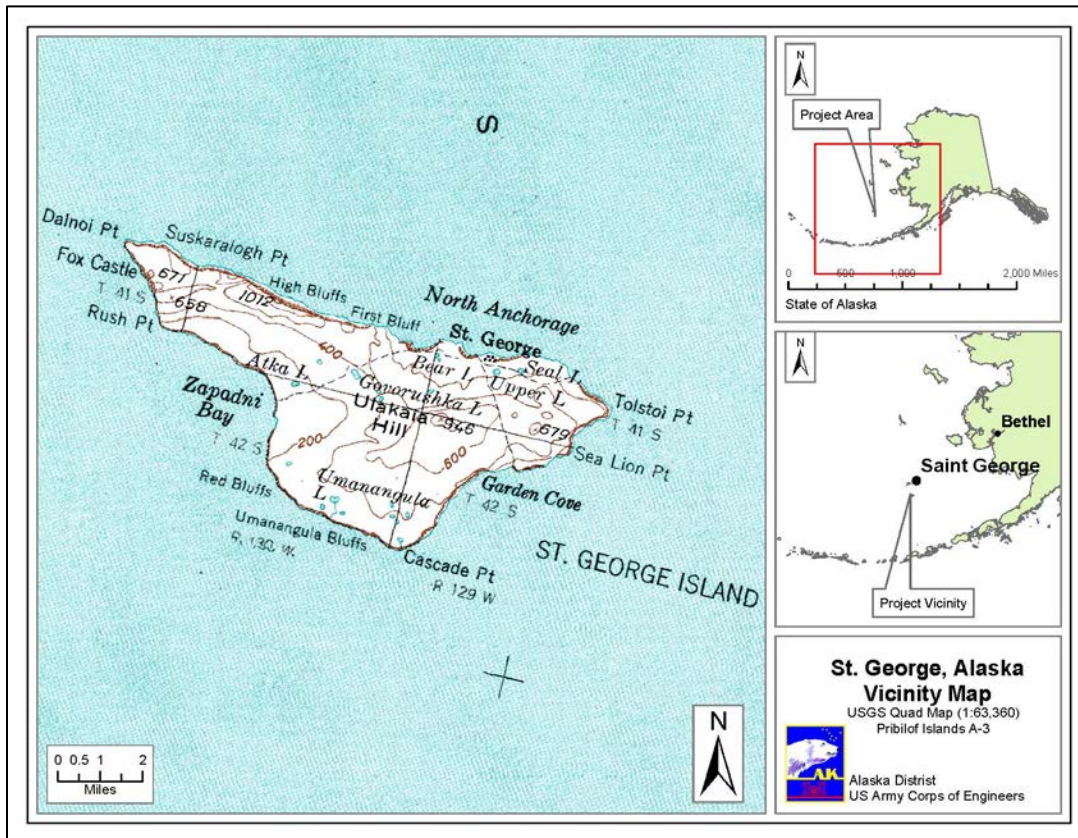 S
Dalnoi Pt
Suskaralogh Pt
Fox Castle
T 41 S
671
658
1012
High Bluffs
First Bluff
North Anchorage
St. George
Rush Pt
400
Atka L
Bear L
Seal L
Upper L
Govorushka L
Ulakaia
Hill
946
679
Tolstoi Pt
T 41 S
Zapadni
Bay
T 42 S
200
600
Sea Lion Pt
Garden Cove
T 42 S
Red Bluffs
Umanangula
L
Umanangula Bluffs
R 130 W
Cascade Pt
R 129 W
ST. GEORGE ISLAND
N
0 0.5 1 2
Miles
N
Project Area
0 500 1,000 2,000 Miles
State of Alaska
N
Bethel
Saint George
Project Vicinity
St. George, Alaska
Vicinity Map
USGS Quad Map (1:63,360)
Pribilof Islands A-3
AK
Alaska District
US Army Corps of Engineers